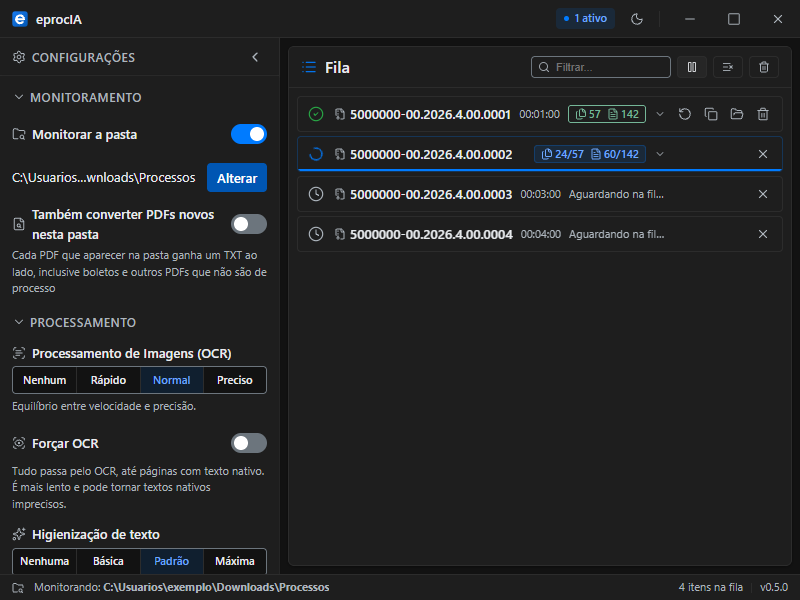 eprocIA
1 ativo
CONFIGURAÇÕES
MONITORAMENTO
Monitorar a pasta
C:\Usuarios...wnloads\Processos
Alterar
Também converter PDFs novos
nesta pasta
Cada PDF que aparecer na pasta ganha um TXT ao
lado, inclusive boletos e outros PDFs que não são de
processo
PROCESSAMENTO
Processamento de Imagens (OCR)
Nenhum Rápido Normal Preciso
Equilíbrio entre velocidade e precisão.
Forçar OCR
Tudo passa pelo OCR, até páginas com texto nativo.
É mais lento e pode tornar textos nativos
imprecisos.
Higienização de texto
Nenhuma Básica Padrão Máxima
Fila
Filtrar...
5000000-00.2026.4.00.0001 00:01:00 57 142
5000000-00.2026.4.00.0002 24/57 60/142
5000000-00.2026.4.00.0003 00:03:00 Aguardando na fil...
5000000-00.2026.4.00.0004 00:04:00 Aguardando na fil...
Monitorando: C:\Usuarios\exemplo\Downloads\Processos
4 itens na fila v0.5.0